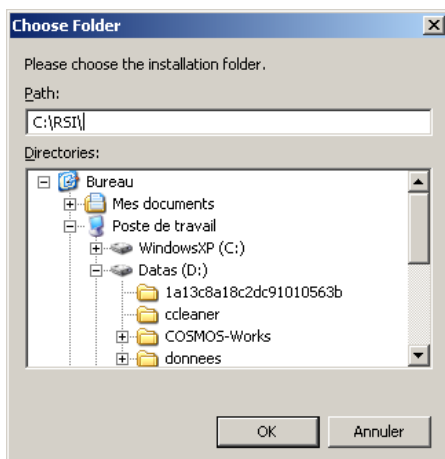 Choose Folder
Please choose the installation folder.
Path:
C:\RSI\
Directories:
Bureau
Mes documents
Poste de travail
WindowsXP (C:)
Datas (D:)
1a13c8a18c2dc91010563b
ccleaner
COSMOS-Works
donnees
OK Annuler